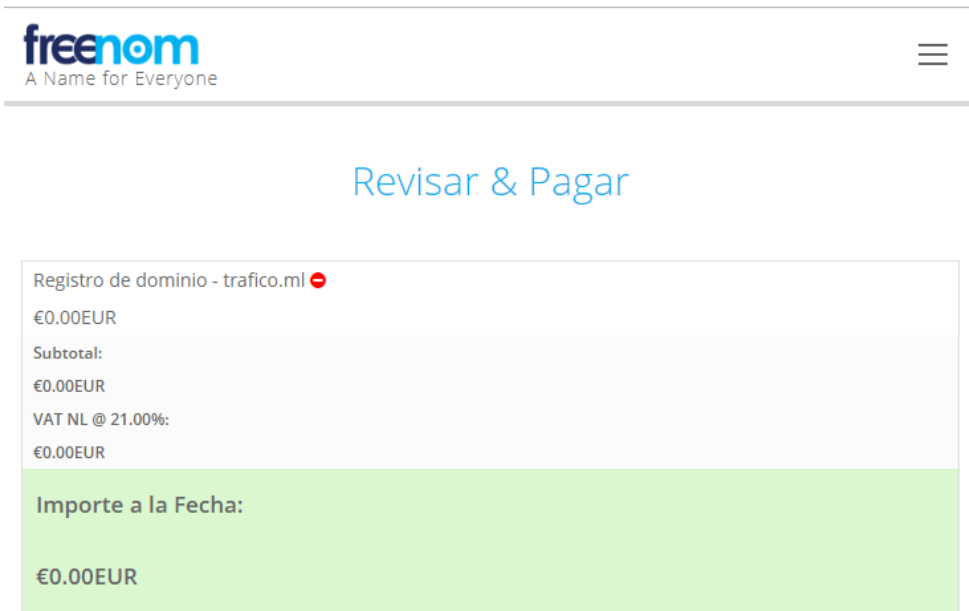 freenom
A Name for Everyone
Revisar & Pagar
Registro de dominio - trafico.ml
€0.00EUR
Subtotal:
€0.00EUR
VAT NL @ 21.00%:
€0.00EUR
Importe a la Fecha:
€0.00EUR